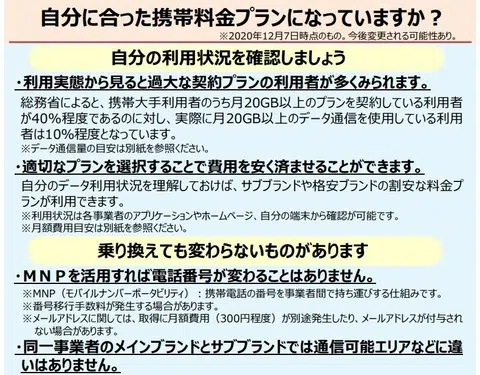 自分に合った携帯料金プランになっていますか？
※2020年12月7日時点のもの。今後変更される可能性あり。
自分の利用状況を確認しましょう
・利用実態から見ると過大な契約プランの利用者が多くみられます。
総務省によると、携帯大手利用者のうち月20GB以上のプランを契約している利用者
が40％程度であるのに対し、実際に月20GB以上のデータ通信を使用している利用
者は10％程度となっています。
※データ通信量の目安は別紙を参照ください。
・適切なプランを選択することで費用を安く済ませることができます。
自分のデータ利用状況を理解しておけば、サブブランドや格安ブランドの割安な料金プ
ランが利用できます。
※利用状況は各事業者のアプリケーションやホームページ、自分の端末から確認が可能です。
※月額費用目安は別紙を参照ください。
乗り換えても変わらないものがあります
・ＭＮＰを活用すれば電話番号が変わることはありません。
※MNP（モバイルナンバーポータビリティ）：携帯電話の番号を事業者間で持ち運びする仕組みです。
※番号移行手数料が発生する場合があります。
※メールアドレスに関しては、取得に月額費用（300円程度）が別途発生したり、メールアドレスが付与され
ない場合があります。
・同一事業者のメインブランドとサブブランドでは通信可能エリアなどに違
いはありません。